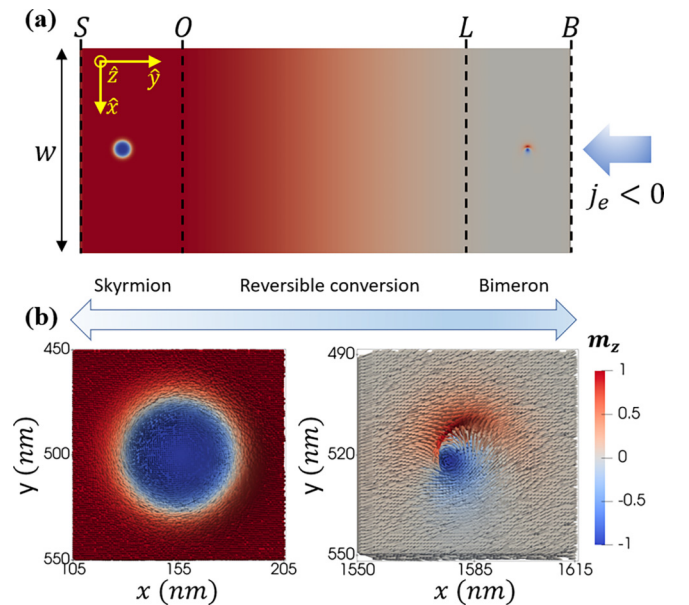 (a)
S O L B
ẑ ŷ
x̂
w
j_e < 0
Skyrmion Reversible conversion Bimeron
(b)
m_z
450
500
550
y (nm)
105 155 205
x (nm)
490
520
550
y (nm)
1550 1585 1615
x (nm)
1
0.5
0
-0.5
-1